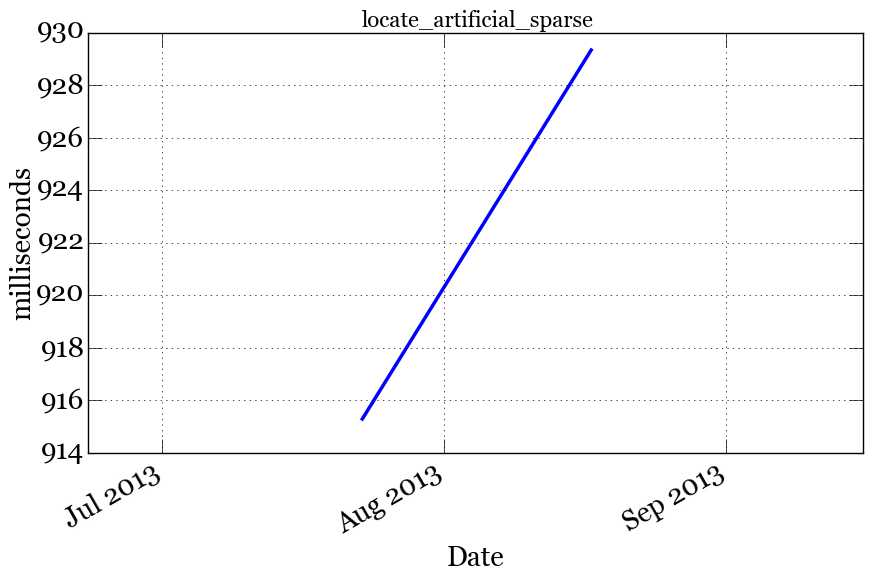 locate_artificial_sparse
930
928
926
924
922
920
918
916
914
milliseconds
Jul 2013
Aug 2013
Sep 2013
Date